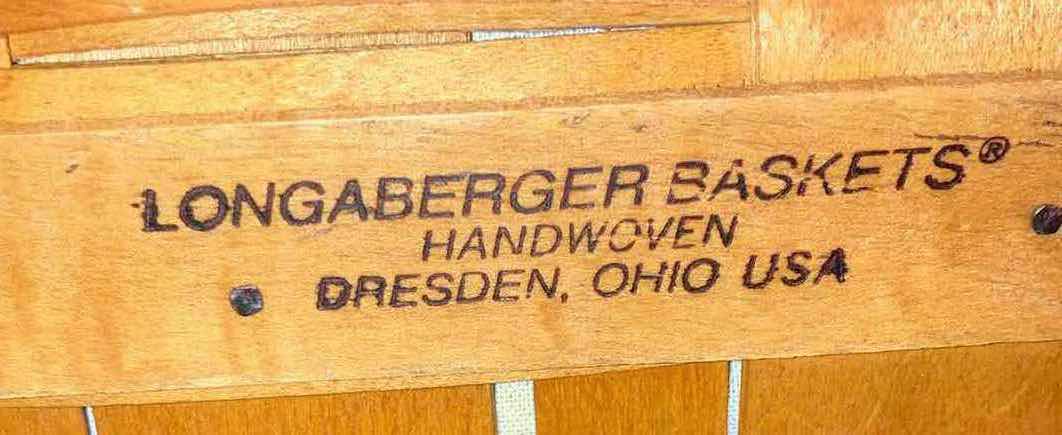 LONGABERGER BASKETS®
HANDWOVEN
DRESDEN, OHIO USA